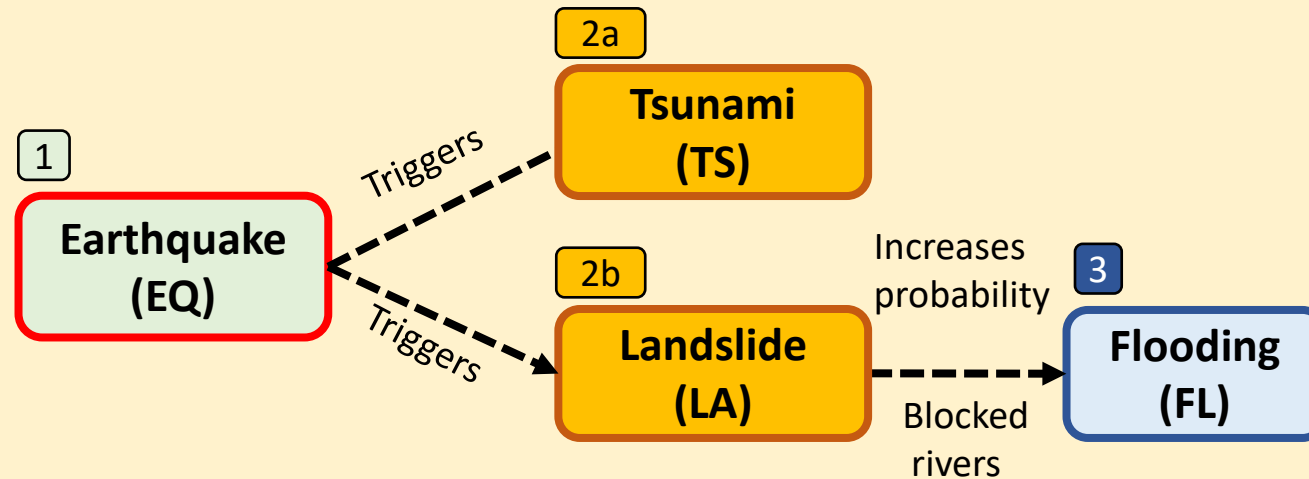 1
Earthquake
(EQ)
Triggers
Triggers
2a
Tsunami
(TS)
2b
Landslide
(LA)
Increases
probability
Blocked
rivers
3
Flooding
(FL)